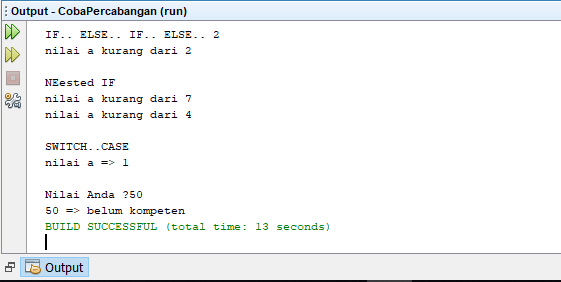 Output - CobaPercabangan (run)
IF.. ELSE.. IF.. ELSE.. 2
nilai a kurang dari 2
NEested IF
nilai a kurang dari 7
nilai a kurang dari 4
SWITCH..CASE
nilai a => 1
Nilai Anda ?50
50 => belum kompeten
BUILD SUCCESSFUL (total time: 13 seconds)
Output